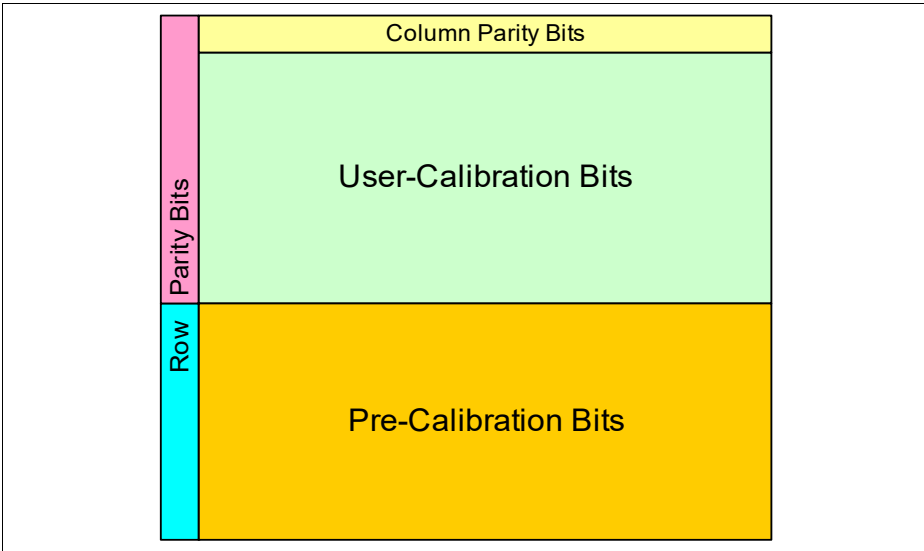 Column Parity Bits
User-Calibration Bits
Row Parity Bits
Pre-Calibration Bits